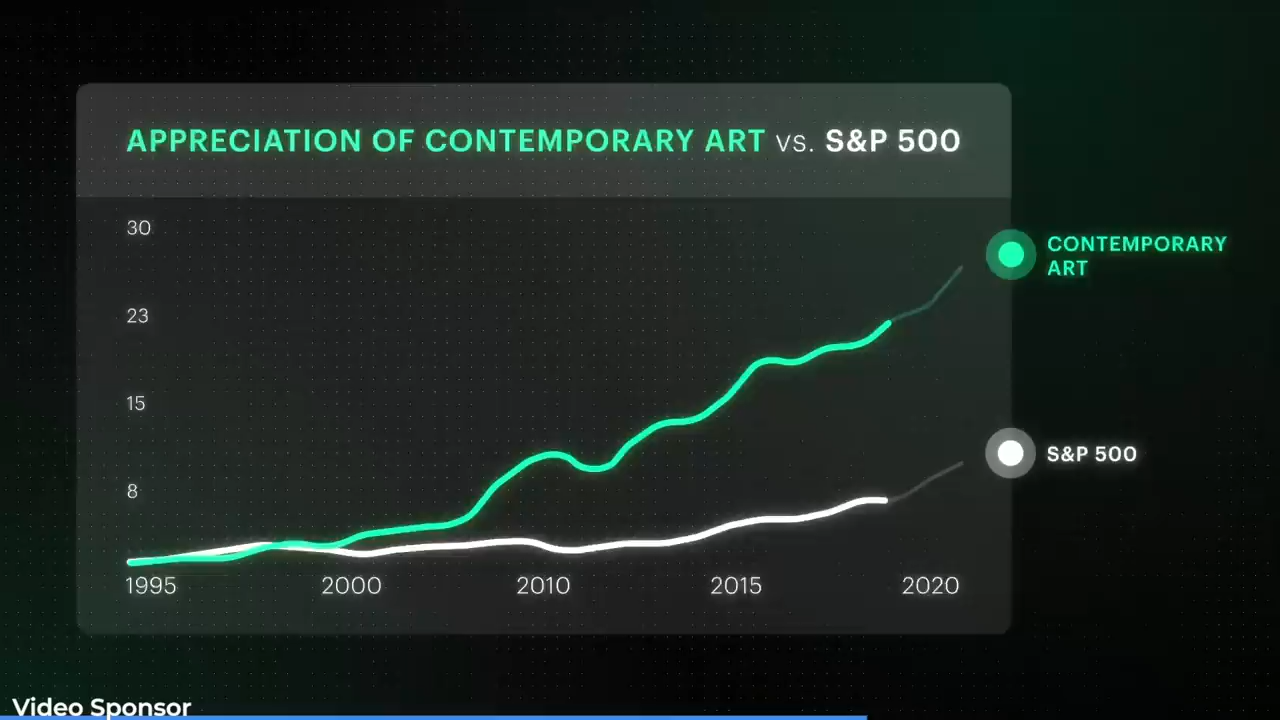 APPRECIATION OF CONTEMPORARY ART vs. S&P 500
30
23
15
8
1995 2000 2010 2015 2020
CONTEMPORARY
ART
S&P 500
Video Sponsor